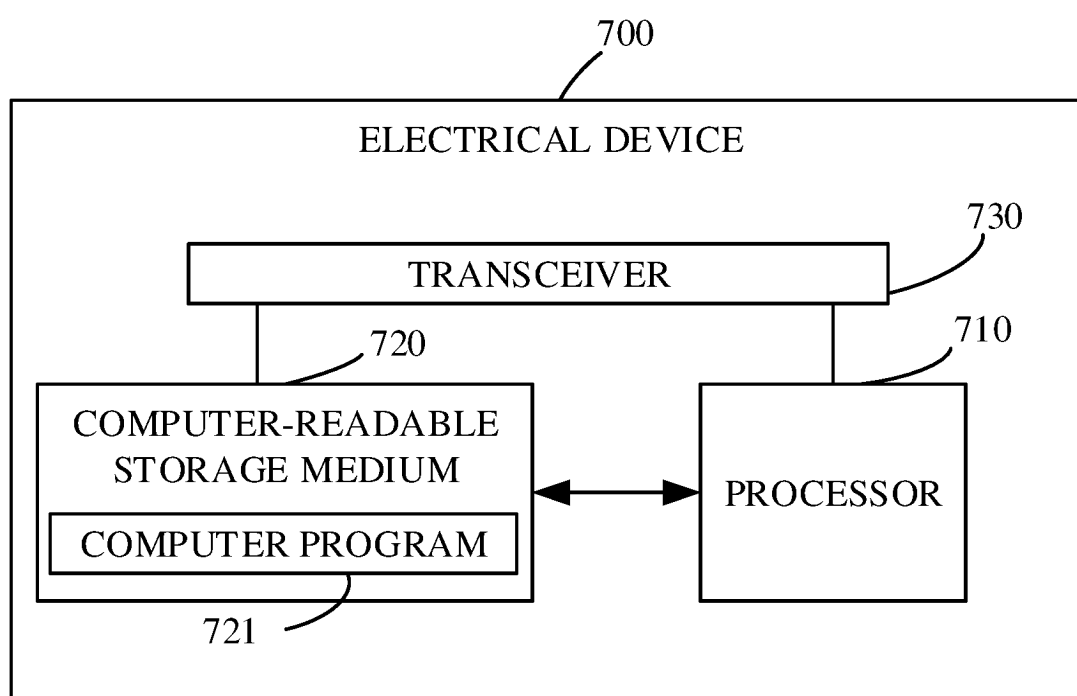 700
ELECTRICAL DEVICE
730
TRANSCEIVER
720
710
COMPUTER-READABLE
STORAGE MEDIUM
PROCESSOR
COMPUTER PROGRAM
721